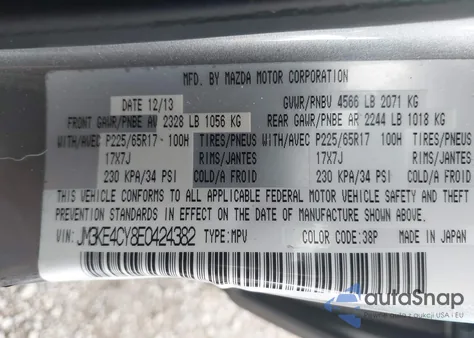 MFD. BY MAZDA MOTOR CORPORATION
DATE 12/13 GVWR/PNBV 4566 LB 2071 KG
FRONT GAWR/PNBE AV 2328 LB 1056 KG REAR GAWR/PNBE AR 2244 LB 1018 KG
WITH/AVEC P225/65R17 - 100H TIRES/PNEUS WITH/AVEC P225/65R17 - 100H TIRES/PNEUS
17X7J RIMS/JANTES 17X7J RIMS/JANTES
230 KPA/34 PSI COLD/A FROID 230 KPA/34 PSI COLD/A FROID
THIS VEHICLE CONFORMS TO ALL APPLICABLE FEDERAL MOTOR VEHICLE SAFETY AND THEFT
PREVENTION STANDARDS IN EFFECT ON THE DATE OF MANUFACTURE SHOWN ABOVE.
VIN: JM3KE4CY8E0424382 TYPE:MPV COLOR CODE:38P MADE IN JAPAN
autoSnap
Auta z aukcji USA i EU